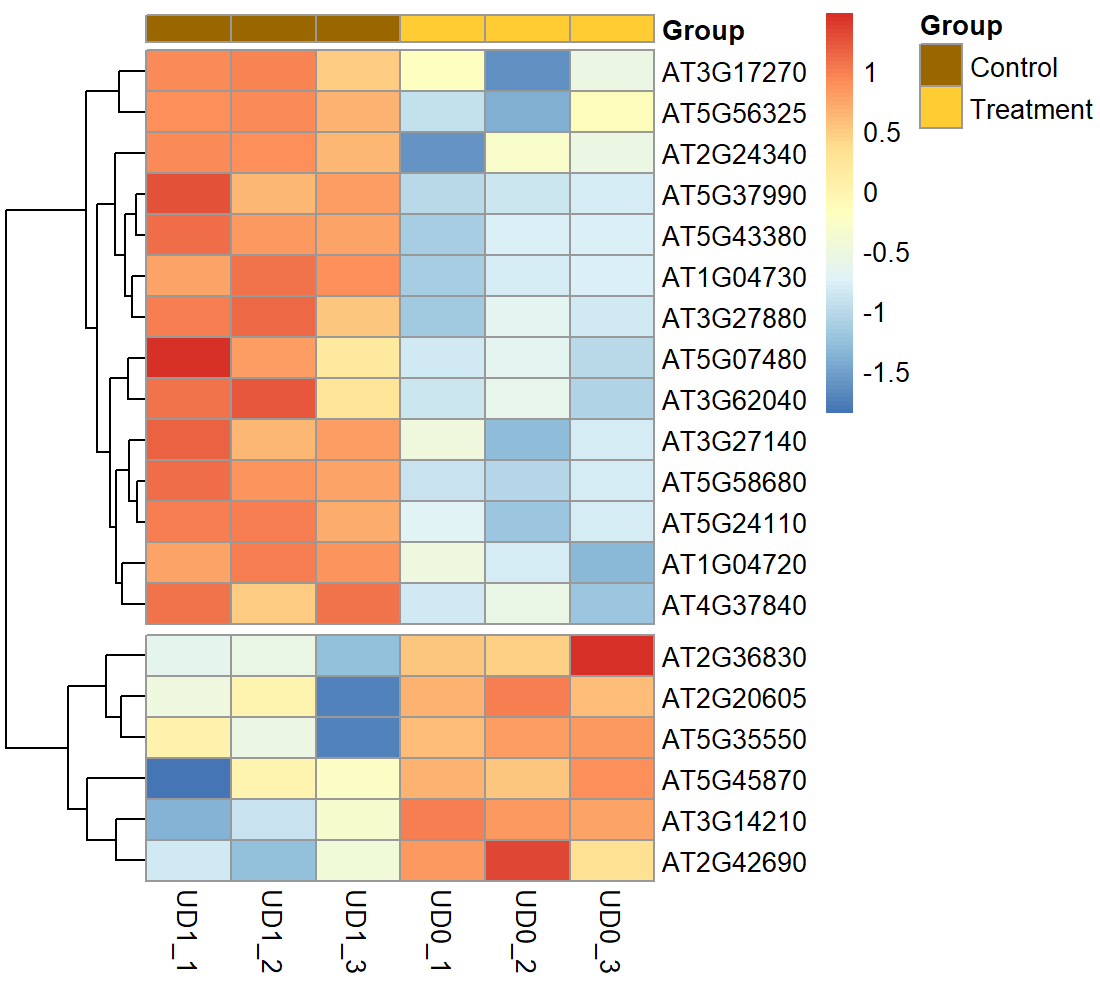 Group
AT3G17270
AT5G56325
AT2G24340
AT5G37990
AT5G43380
AT1G04730
AT3G27880
AT5G07480
AT3G62040
AT3G27140
AT5G58680
AT5G24110
AT1G04720
AT4G37840
AT2G36830
AT2G20605
AT5G35550
AT5G45870
AT3G14210
AT2G42690
UD1_1
UD1_2
UD1_3
UD0_1
UD0_2
UD0_3
1
0.5
0
-0.5
-1
-1.5
Group
Control
Treatment